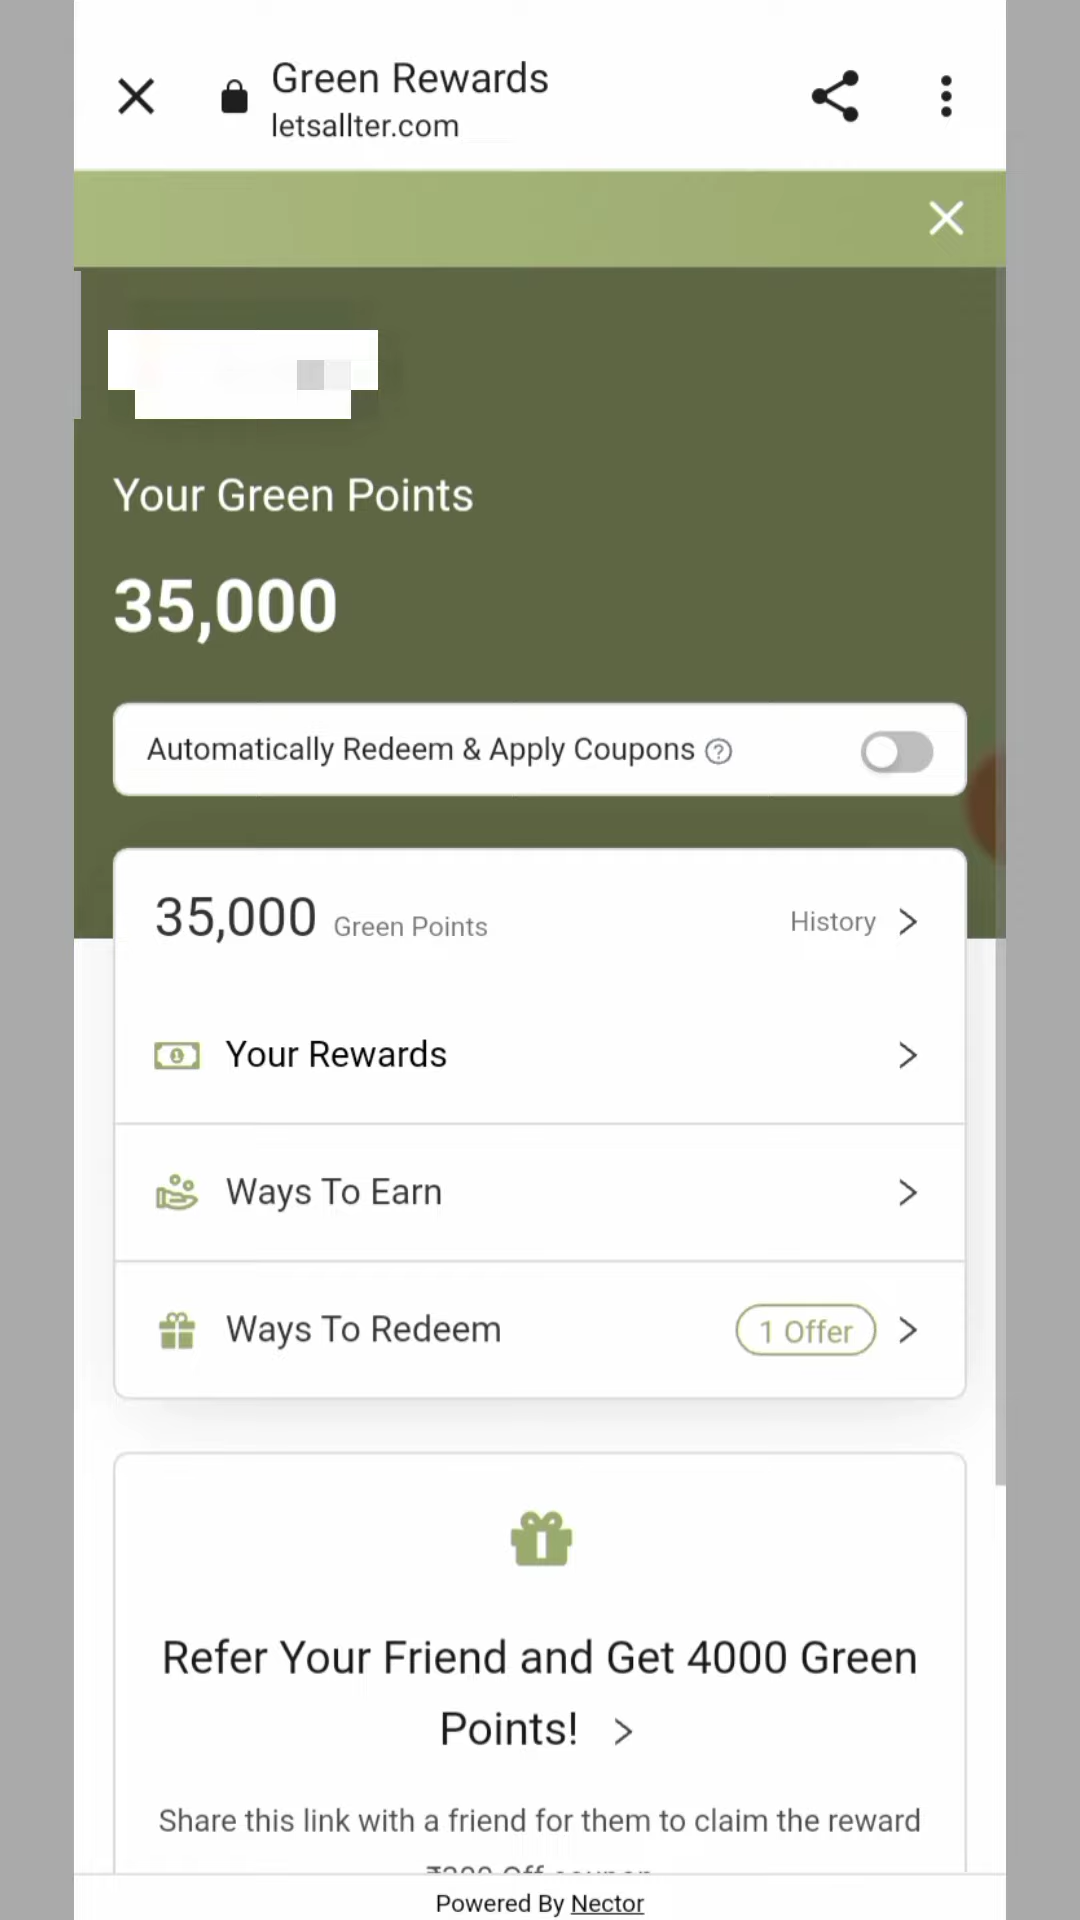 Green Rewards
letsallter.com
Your Green Points
35,000
Automatically Redeem & Apply Coupons ?
35,000 Green Points
History >
Your Rewards >
Ways To Earn >
Ways To Redeem
1 Offer >
Refer Your Friend and Get 4000 Green
Points! >
Share this link with a friend for them to claim the reward
Off coupon
Powered By Nector